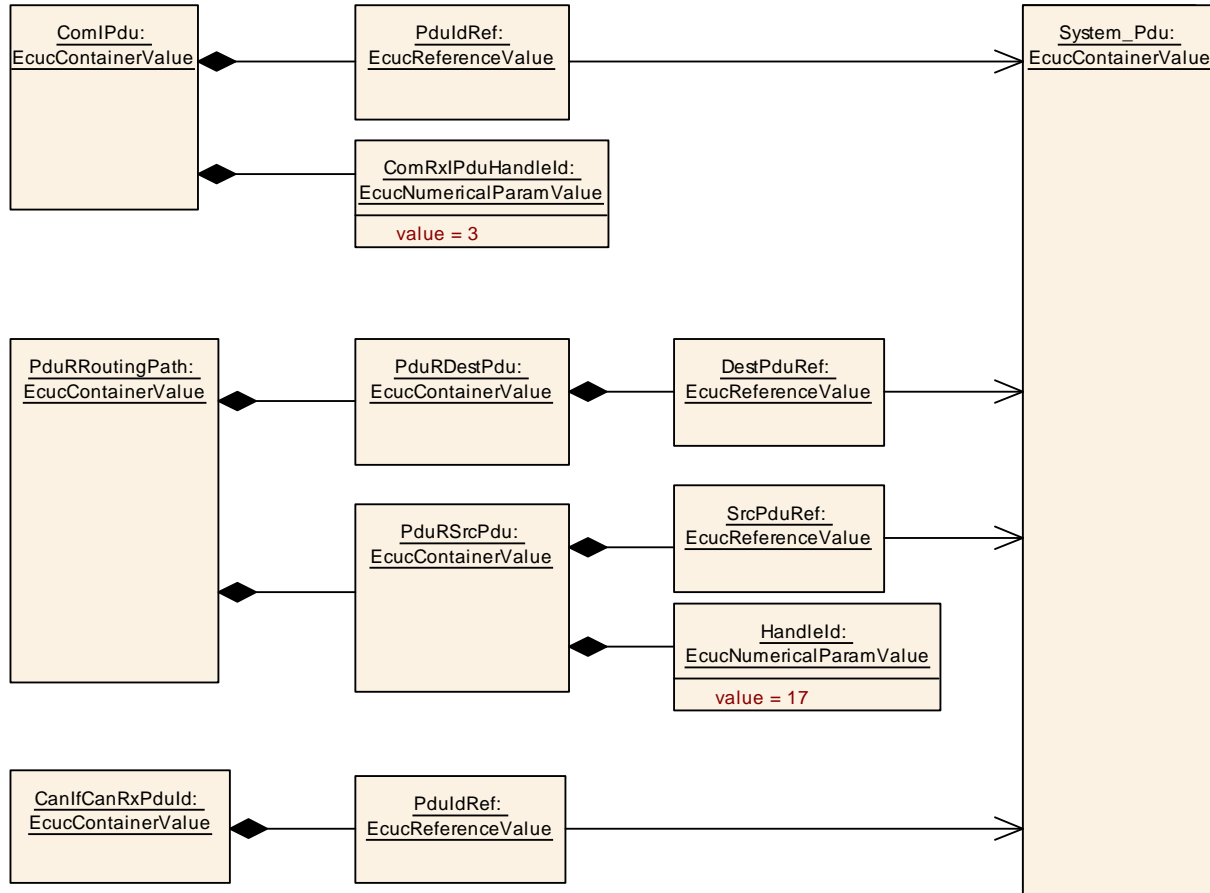 ComIPdu:
EcucContainerValue
PduIdRef:
EcucReferenceValue
System_Pdu:
EcucContainerValue
ComRxIPduHandleId:
EcucNumericalParamValue
value = 3
PduRRoutingPath:
EcucContainerValue
PduRDestPdu:
EcucContainerValue
DestPduRef:
EcucReferenceValue
PduRSrcPdu:
EcucContainerValue
SrcPduRef:
EcucReferenceValue
HandleId:
EcucNumericalParamValue
value = 17
CanIfCanRxPduId:
EcucContainerValue
PduIdRef:
EcucReferenceValue